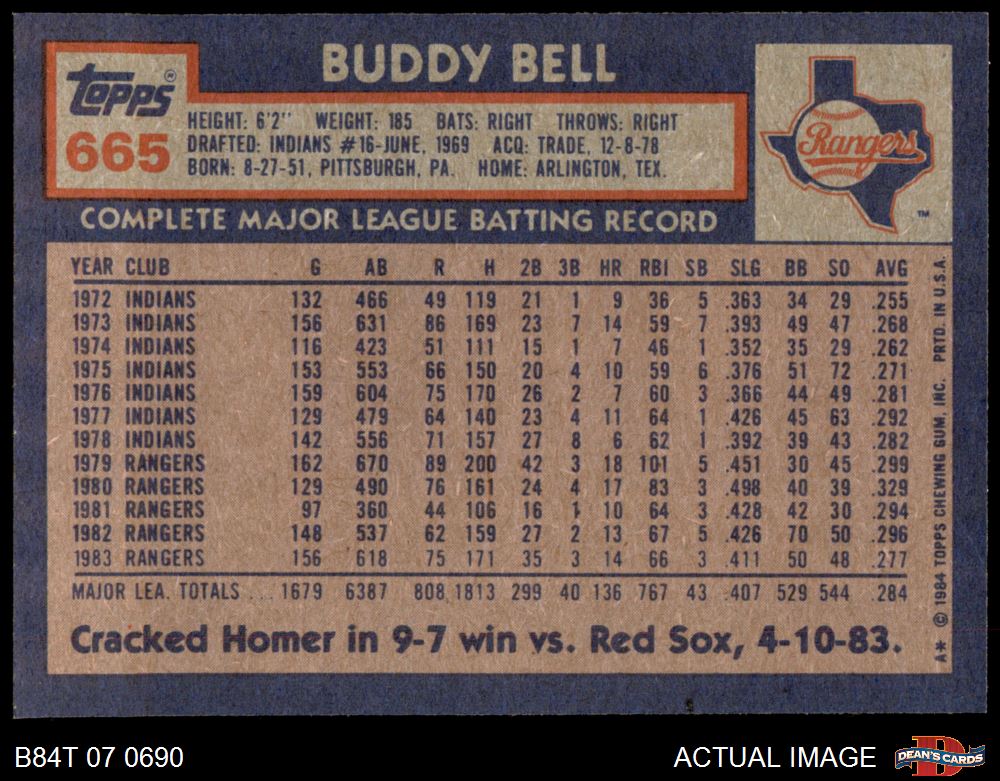 BUDDY BELL
topps®
665
HEIGHT: 6'2" WEIGHT: 185 BATS: RIGHT THROWS: RIGHT
DRAFTED: INDIANS #16-JUNE, 1969 ACQ: TRADE, 12-8-78
BORN: 8-27-51, PITTSBURGH, PA. HOME: ARLINGTON, TEX.
Rangers
TM
COMPLETE MAJOR LEAGUE BATTING RECORD
YEAR CLUB G AB R H 2B 3B HR RBI SB SLG BB SO AVG
1972 INDIANS 132 466 49 119 21 1 9 36 5 .363 34 29 .255
1973 INDIANS 156 631 86 169 23 7 14 59 7 .393 49 47 .268
1974 INDIANS 116 423 51 111 15 1 7 46 1 .352 35 29 .262
1975 INDIANS 153 553 66 150 20 4 10 59 6 .376 51 72 .271
1976 INDIANS 159 604 75 170 26 2 7 60 3 .366 44 49 .281
1977 INDIANS 129 479 64 140 23 4 11 64 1 .426 45 63 .292
1978 INDIANS 142 556 71 157 27 8 6 62 1 .392 39 43 .282
1979 RANGERS 162 670 89 200 42 3 18 101 5 .451 30 45 .299
1980 RANGERS 129 490 76 161 24 4 17 83 3 .498 40 39 .329
1981 RANGERS 97 360 44 106 16 1 10 64 3 .428 42 30 .294
1982 RANGERS 148 537 62 159 27 2 13 67 5 .426 70 50 .296
1983 RANGERS 156 618 75 171 35 3 14 66 3 .411 50 48 .277
MAJOR LEA. TOTALS ... 1679 6387 808 1813 299 40 136 767 43 .407 529 544 .284
Cracked Homer in 9-7 win vs. Red Sox, 4-10-83.
A* © 1984 TOPPS CHEWING GUM, INC. PRTD. IN U.S.A.
B84T 07 0690
ACTUAL IMAGE
D
DEAN'S CARDS